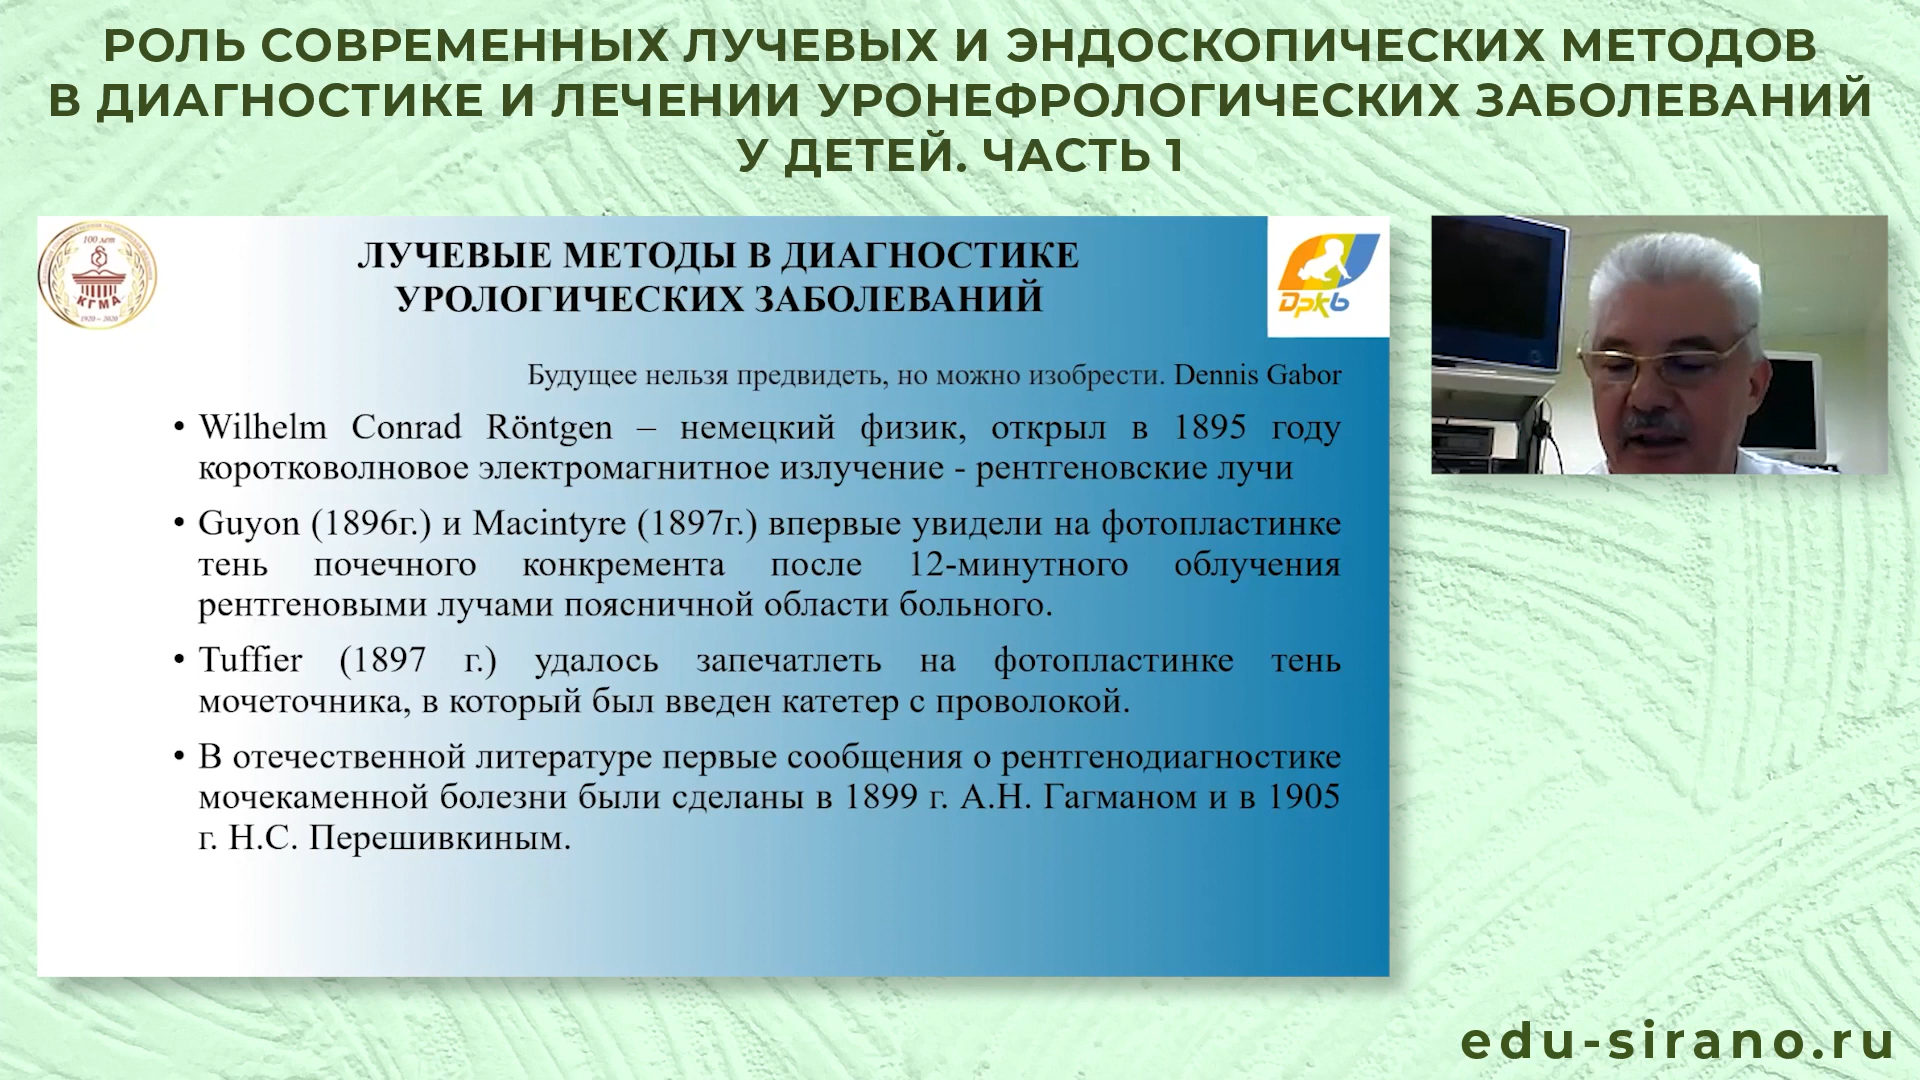 РОЛЬ СОВРЕМЕННЫХ ЛУЧЕВЫХ И ЭНДОСКОПИЧЕСКИХ МЕТОДОВ
В ДИАГНОСТИКЕ И ЛЕЧЕНИИ УРОНЕФРОЛОГИЧЕСКИХ ЗАБОЛЕВАНИЙ
У ДЕТЕЙ. ЧАСТЬ 1
100 лет
КГМА
1920 – 2020
ЛУЧЕВЫЕ МЕТОДЫ В ДИАГНОСТИКЕ
УРОЛОГИЧЕСКИХ ЗАБОЛЕВАНИЙ
Дркб
Будущее нельзя предвидеть, но можно изобрести. Dennis Gabor
• Wilhelm Conrad Röntgen – немецкий физик, открыл в 1895 году
коротковолновое электромагнитное излучение - рентгеновские лучи
• Guyon (1896г.) и Macintyre (1897г.) впервые увидели на фотопластинке
тень почечного конкремента после 12-минутного облучения
рентгеновыми лучами поясничной области больного.
• Tuffier (1897 г.) удалось запечатлеть на фотопластинке тень
мочеточника, в который был введен катетер с проволокой.
• В отечественной литературе первые сообщения о рентгенодиагностике
мочекаменной болезни были сделаны в 1899 г. А.Н. Гагманом и в 1905
г. Н.С. Перешивкиным.
edu-sirano.ru